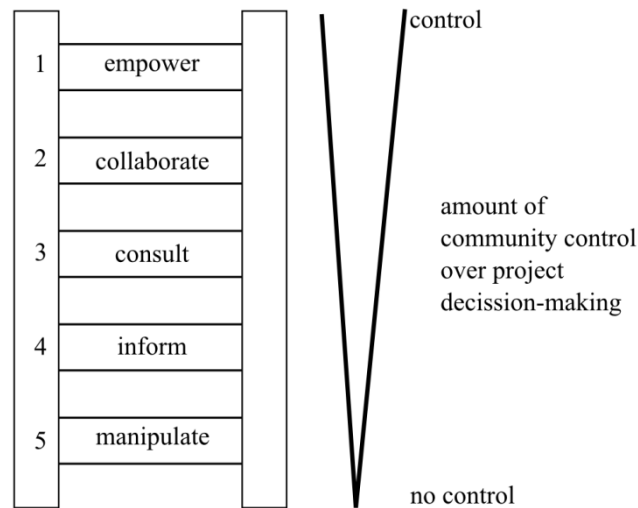 control
1 empower
2 collaborate
3 consult
4 inform
5 manipulate
amount of
community control
over project
decission-making
no control